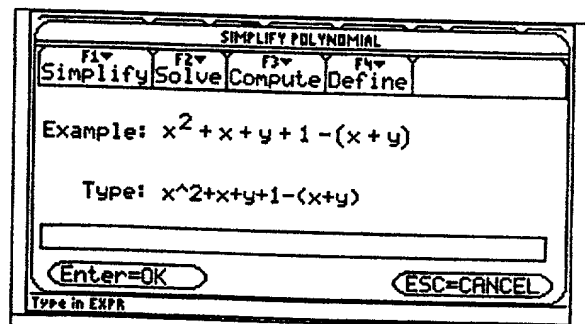 SIMPLIFY POLYNOMIAL
F1▾ F2▾ F3▾ F4▾
Simplify Solve Compute Define
Example: x² + x + y + 1 - (x + y)
Type: x^2+x+y+1-(x+y)
Enter=OK ESC=CANCEL
Type in EXPR